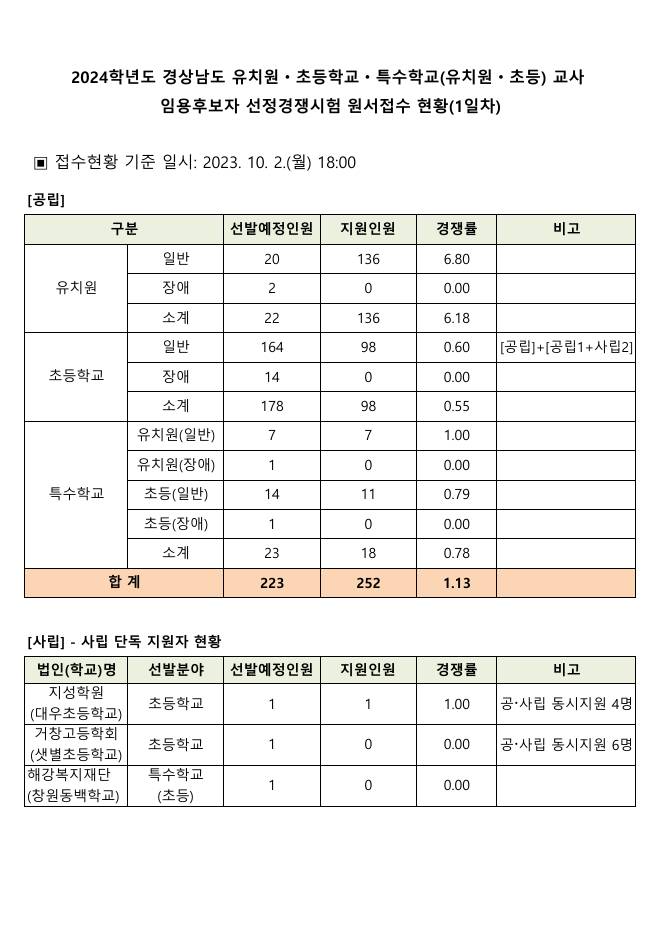 2024학년도 경상남도 유치원・초등학교・특수학교(유치원・초등) 교사
임용후보자 선정경쟁시험 원서접수 현황(1일차)
▣ 접수현황 기준 일시: 2023. 10. 2.(월) 18:00
[공립]
구분 선발예정인원 지원인원 경쟁률 비고
유치원 일반 20 136 6.80
장애 2 0 0.00
소계 22 136 6.18
초등학교 일반 164 98 0.60 [공립]+[공립1+사립2]
장애 14 0 0.00
소계 178 98 0.55
특수학교 유치원(일반) 7 7 1.00
유치원(장애) 1 0 0.00
초등(일반) 14 11 0.79
초등(장애) 1 0 0.00
소계 23 18 0.78
합 계 223 252 1.13
[사립] - 사립 단독 지원자 현황
법인(학교)명 선발분야 선발예정인원 지원인원 경쟁률 비고
지성학원
(대우초등학교) 초등학교 1 1 1.00 공·사립 동시지원 4명
거창고등학회
(샛별초등학교) 초등학교 1 0 0.00 공·사립 동시지원 6명
해강복지재단 특수학교
(창원동백학교) (초등) 1 0 0.00